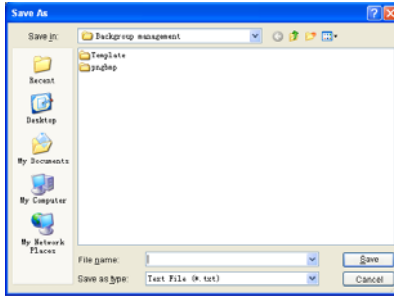 Save As
Save in:
Backgroup management
Template
pngbmp
Recent
Desktop
My Documents
My Computer
My Network
Places
File name:
Save
Save as type:
Text File (*.txt)
Cancel